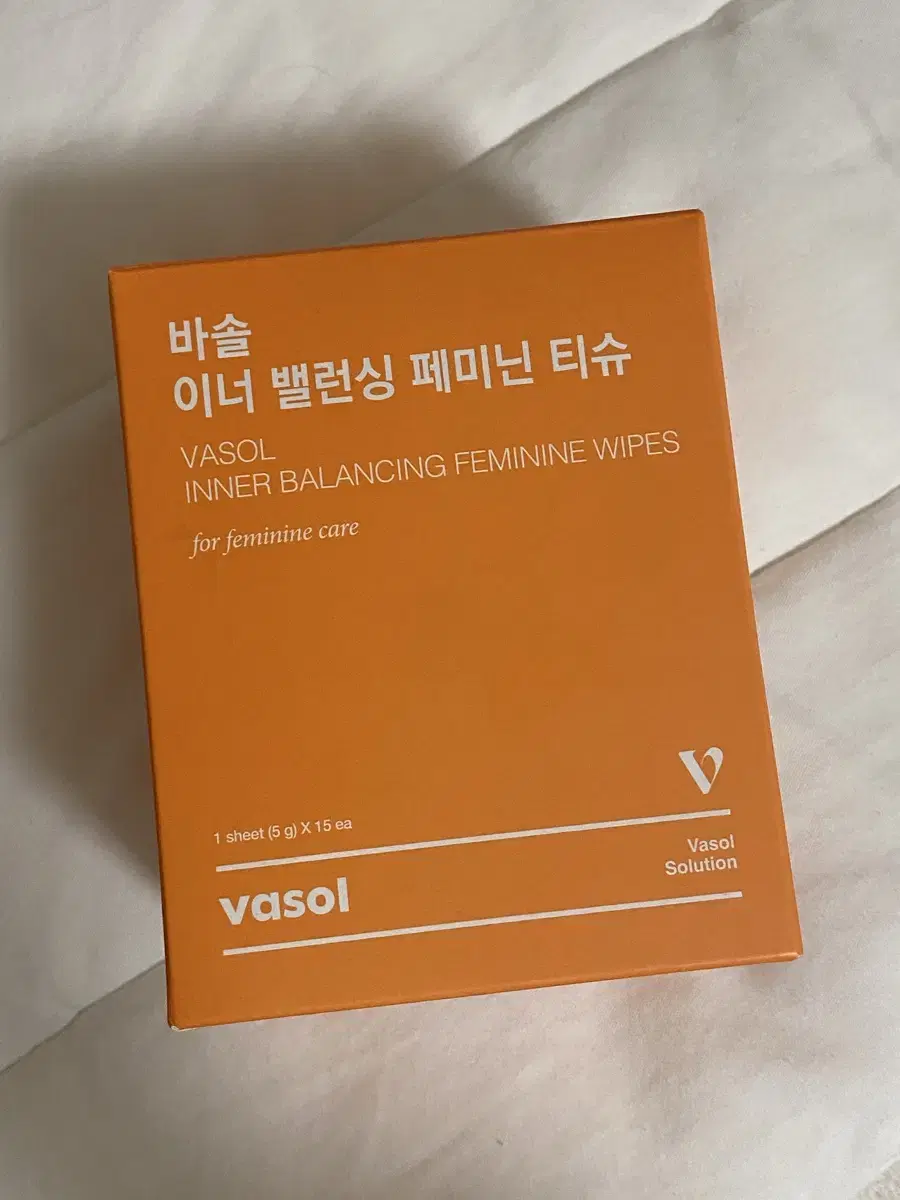 바솔
이너 밸런싱 페미닌 티슈
VASOL
INNER BALANCING FEMININE WIPES
for feminine care
V
1 sheet (5 g) X 15 ea
vasol
Vasol
Solution